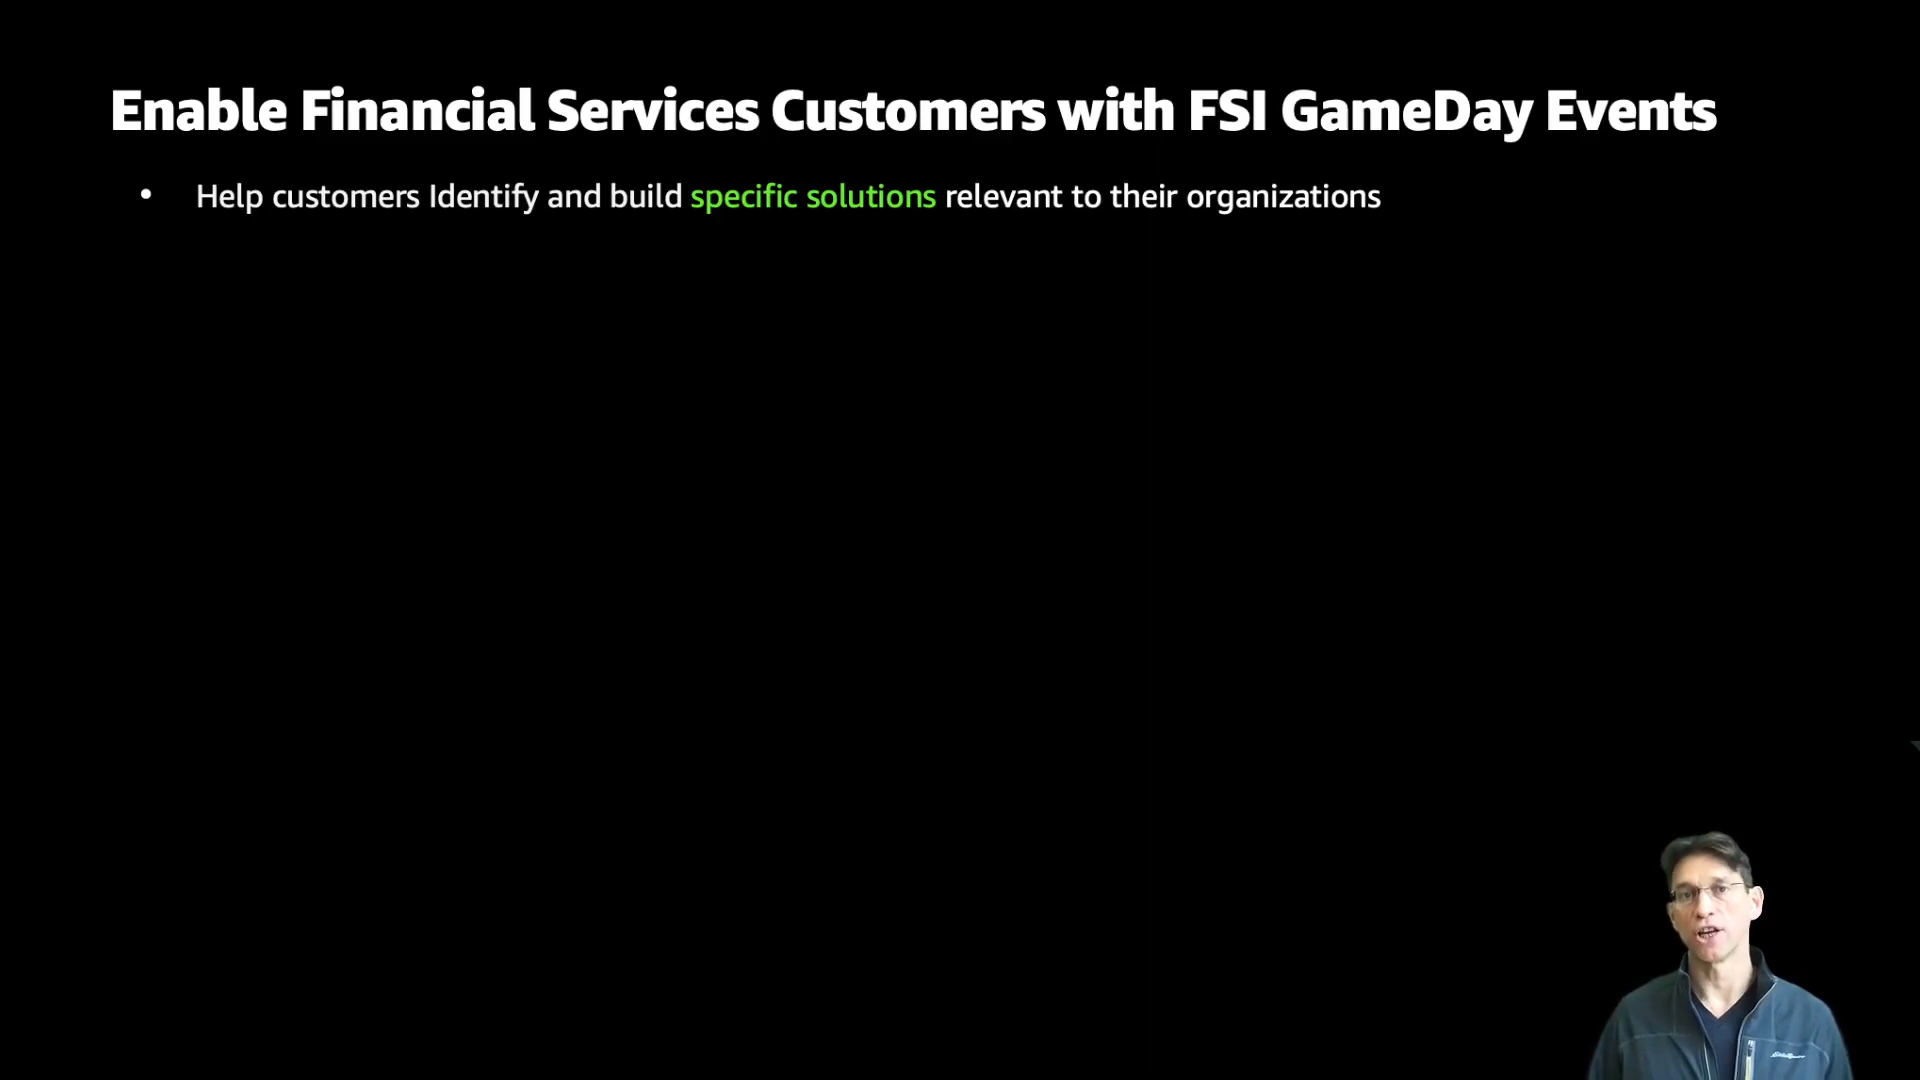 Enable Financial Services Customers with FSI GameDay Events
• Help customers Identify and build specific solutions relevant to their organizations